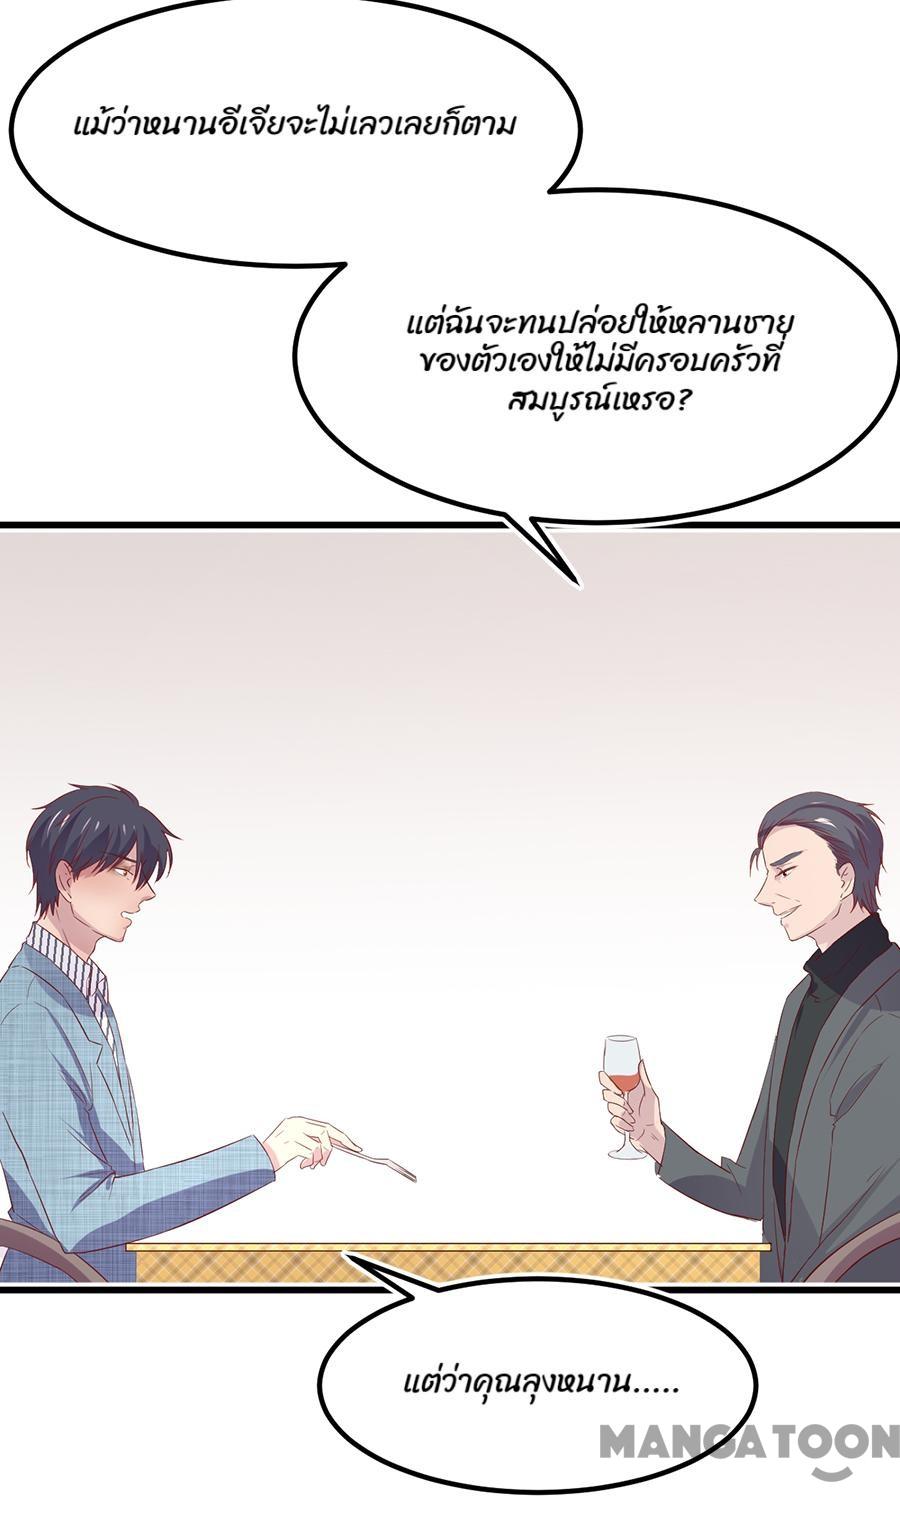 แม้ว่าหนานอีเจียจะไม่เลวเลยก็ตาม
แต่ฉันจะทนปล่อยให้หลานชาย
ของตัวเองให้ไม่มีครอบครัวที่
สมบูรณ์เหรอ?
แต่ว่าคุณลุงหนาน.....
MANGATOON